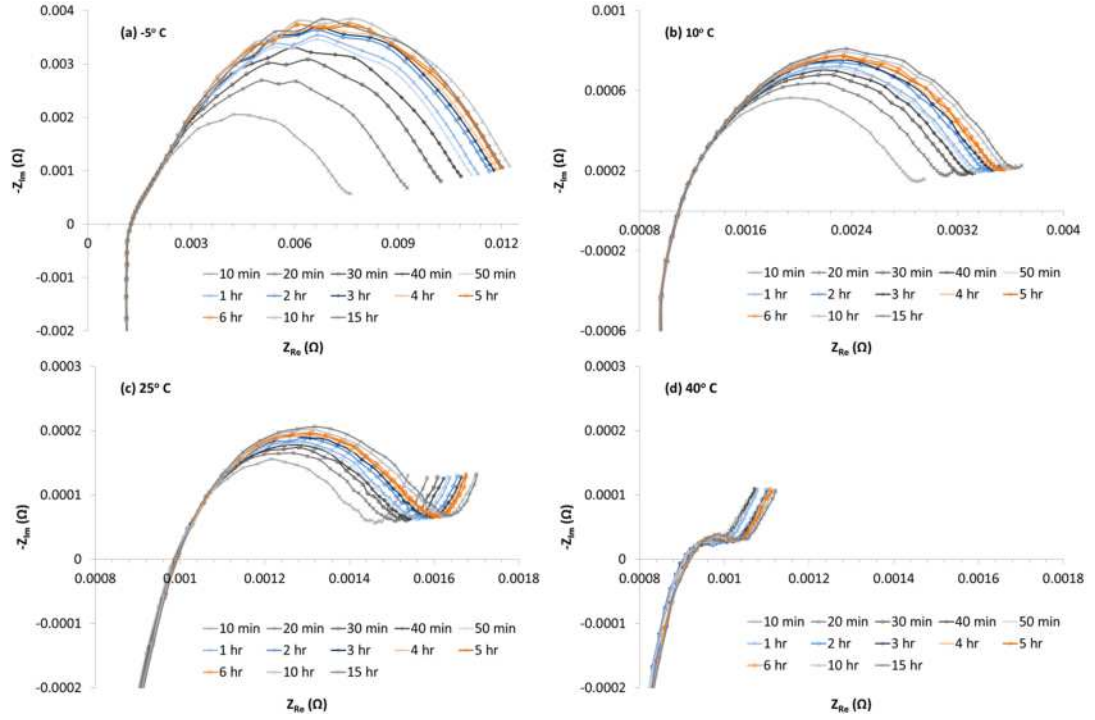 0.004
(a) -5° C
0.003
0.002
-Z_Im (Ω)
0.001
0
0 0.003 0.006 0.009 0.012
-0.001
-0.002
10 min 20 min 30 min 40 min 50 min
1 hr 2 hr 3 hr 4 hr 5 hr
6 hr 10 hr 15 hr
Z_Re (Ω)
0.001
(b) 10° C
0.0006
-Z_Im (Ω)
0.0002
0.0008 0.0016 0.0024 0.0032 0.004
-0.0002
-0.0006
10 min 20 min 30 min 40 min 50 min
1 hr 2 hr 3 hr 4 hr 5 hr
6 hr 10 hr 15 hr
Z_Re (Ω)
0.0003
(c) 25° C
0.0002
-Z_Im (Ω)
0.0001
0
0.0008 0.001 0.0012 0.0014 0.0016 0.0018
-0.0001
-0.0002
10 min 20 min 30 min 40 min 50 min
1 hr 2 hr 3 hr 4 hr 5 hr
6 hr 10 hr 15 hr
Z_Re (Ω)
0.0003
(d) 40° C
0.0002
-Z_Im (Ω)
0.0001
0
0.0008 0.001 0.0012 0.0014 0.0016 0.0018
-0.0001
-0.0002
10 min 20 min 30 min 40 min 50 min
1 hr 2 hr 3 hr 4 hr 5 hr
6 hr 10 hr 15 hr
Z_Re (Ω)